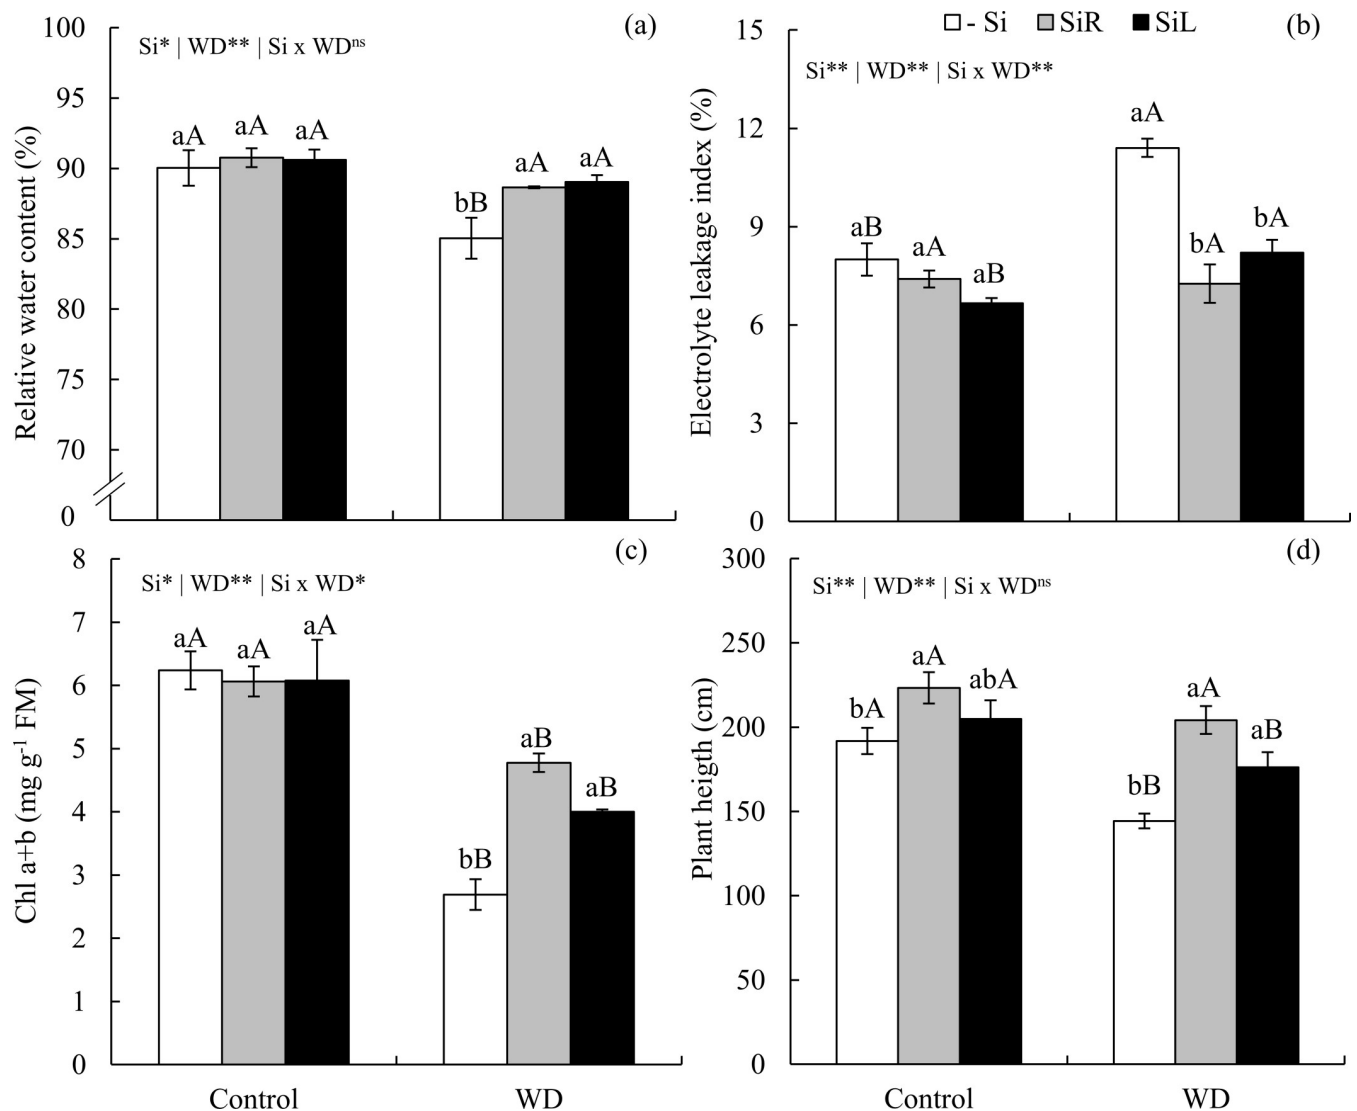 - Si SiR SiL
(a)
Si* | WD** | Si x WDns
Relative water content (%)
100
95
90
85
80
75
70
0
aA aA aA
bB aA aA
(b)
Si** | WD** | Si x WD**
Electrolyte leakage index (%)
15
12
9
6
3
0
aB aA aB
aA bA bA
(c)
Si* | WD** | Si x WD*
Chl a+b (mg g-1 FM)
8
7
6
5
4
3
2
1
0
aA aA aA
bB aB aB
Control WD
(d)
Si** | WD** | Si x WDns
Plant heigth (cm)
300
250
200
150
100
50
0
bA aA abA
bB aA aB
Control WD